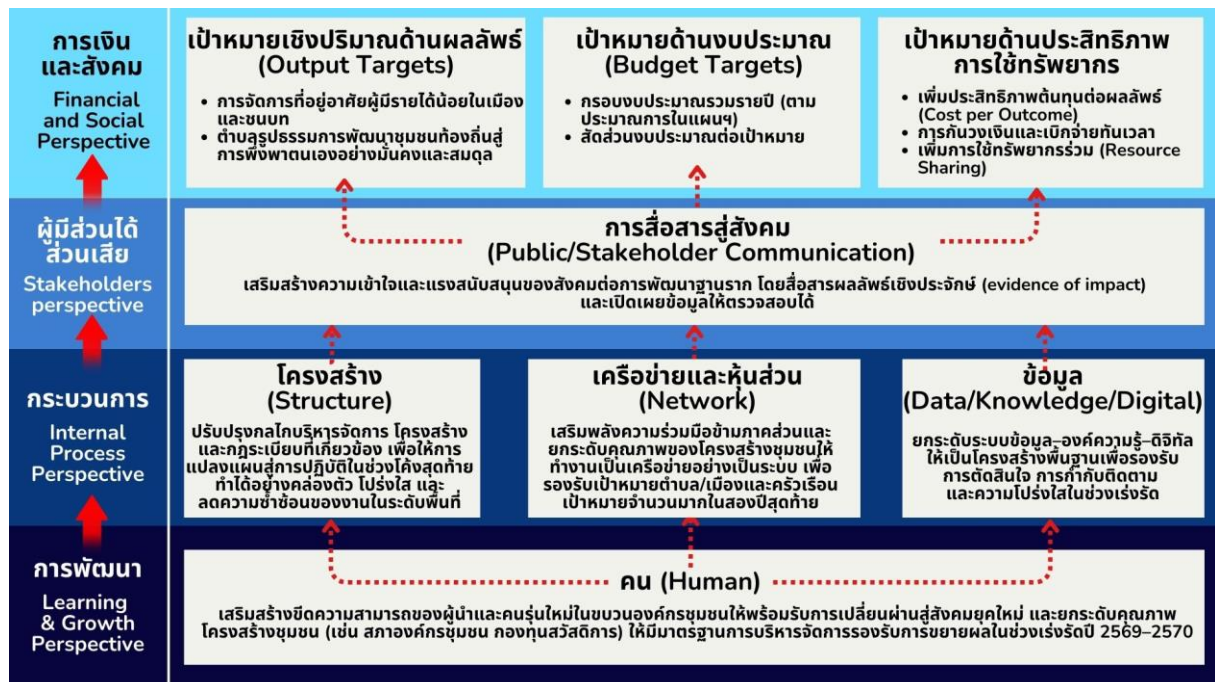 การเงิน
และสังคม
Financial
and Social
Perspective
เป้าหมายเชิงปริมาณด้านผลลัพธ์
(Output Targets)
• การจัดการที่อยู่อาศัยผู้มีรายได้น้อยในเมือง
และชนบท
• ตำบลรูปธรรมการพัฒนาชุมชนท้องถิ่นสู่
การพึ่งพาตนเองอย่างมั่นคงและสมดุล
เป้าหมายด้านงบประมาณ
(Budget Targets)
• กรอบงบประมาณรวมรายปี (ตาม
ประมาณการในแผนฯ)
• สัดส่วนงบประมาณต่อเป้าหมาย
เป้าหมายด้านประสิทธิภาพ
การใช้ทรัพยากร
• เพิ่มประสิทธิภาพต้นทุนต่อผลลัพธ์
(Cost per Outcome)
• การกันวงเงินและเบิกจ่ายทันเวลา
• เพิ่มการใช้ทรัพยากรร่วม (Resource
Sharing)
ผู้มีส่วนได้
ส่วนเสีย
Stakeholders
perspective
การสื่อสารสู่สังคม
(Public/Stakeholder Communication)
เสริมสร้างความเข้าใจและแรงสนับสนุนของสังคมต่อการพัฒนาฐานราก โดยสื่อสารผลลัพธ์เชิงประจักษ์ (evidence of impact)
และเปิดเผยข้อมูลให้ตรวจสอบได้
กระบวนการ
Internal
Process
Perspective
โครงสร้าง
(Structure)
ปรับปรุงกลไกบริหารจัดการ โครงสร้าง
และกฎระเบียบที่เกี่ยวข้อง เพื่อให้การ
แปลงแผนสู่การปฏิบัติในช่วงโค้งสุดท้าย
ทำได้อย่างคล่องตัว โปร่งใส และ
ลดความซ้ำซ้อนของงานในระดับพื้นที่
เครือข่ายและหุ้นส่วน
(Network)
เสริมพลังความร่วมมือข้ามภาคส่วนและ
ยกระดับคุณภาพของโครงสร้างชุมชนให้
ทำงานเป็นเครือข่ายอย่างเป็นระบบ เพื่อ
รองรับเป้าหมายตำบล/เมืองและครัวเรือน
เป้าหมายจำนวนมากในสองปีสุดท้าย
ข้อมูล
(Data/Knowledge/Digital)
ยกระดับระบบข้อมูล–องค์ความรู้–ดิจิทัล
ให้เป็นโครงสร้างพื้นฐานเพื่อรองรับ
การตัดสินใจ การกำกับติดตาม
และความโปร่งใสในช่วงเร่งรัด
การพัฒนา
Learning
& Growth
Perspective
คน (Human)
เสริมสร้างขีดความสามารถของผู้นำและคนรุ่นใหม่ในขบวนองค์กรชุมชนให้พร้อมรับการเปลี่ยนผ่านสู่สังคมยุคใหม่ และยกระดับคุณภาพ
โครงสร้างชุมชน (เช่น สภาองค์กรชุมชน กองทุนสวัสดิการ) ให้มีมาตรฐานการบริหารจัดการรองรับการขยายผลในช่วงเร่งรัดปี 2569–2570